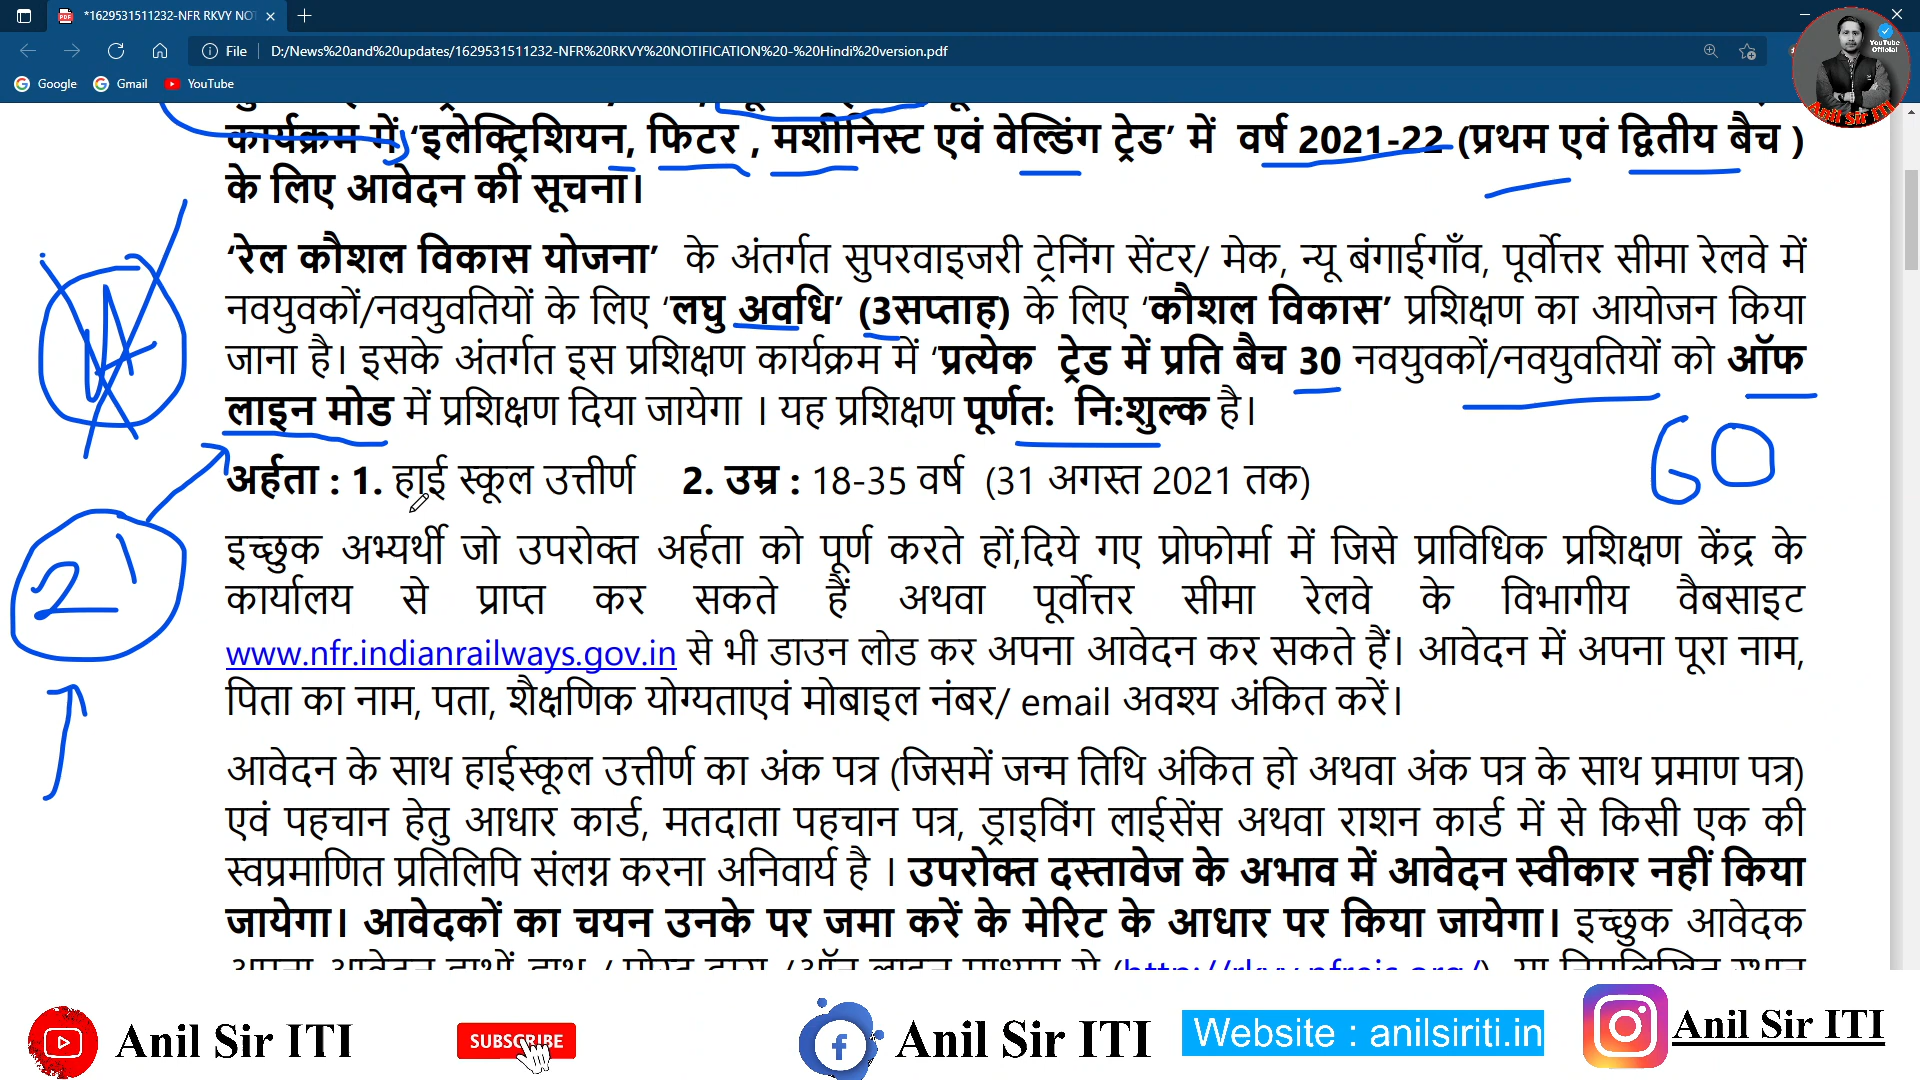 *1629531511232-NFR RKVY NOT
File
D:/News%20and%20updates/1629531511232-NFR%20RKVY%20NOTIFICATION%20-%20Hindi%20version.pdf
Google Gmail YouTube
YouTube
Official
Anil Sir ITI
कार्यक्रम में 'इलेक्ट्रिशियन, फिटर , मशीनिस्ट एवं वेल्डिंग ट्रेड' में वर्ष 2021-22 (प्रथम एवं द्वितीय बैच )
के लिए आवेदन की सूचना।
'रेल कौशल विकास योजना' के अंतर्गत सुपरवाइजरी ट्रेनिंग सेंटर/ मेक, न्यू बंगाईगाँव, पूर्वोत्तर सीमा रेलवे में
नवयुवकों/नवयुवतियों के लिए 'लघु अवधि' (3सप्ताह) के लिए 'कौशल विकास' प्रशिक्षण का आयोजन किया
जाना है। इसके अंतर्गत इस प्रशिक्षण कार्यक्रम में 'प्रत्येक ट्रेड में प्रति बैच 30 नवयुवकों/नवयुवतियों को ऑफ
लाइन मोड में प्रशिक्षण दिया जायेगा । यह प्रशिक्षण पूर्णत: नि:शुल्क है।
60
अर्हता : 1. हाई स्कूल उत्तीर्ण 2. उम्र : 18-35 वर्ष (31 अगस्त 2021 तक)
इच्छुक अभ्यर्थी जो उपरोक्त अर्हता को पूर्ण करते हों,दिये गए प्रोफोर्मा में जिसे प्राविधिक प्रशिक्षण केंद्र के
कार्यालय से प्राप्त कर सकते हैं अथवा पूर्वोत्तर सीमा रेलवे के विभागीय वैबसाइट
www.nfr.indianrailways.gov.in से भी डाउन लोड कर अपना आवेदन कर सकते हैं। आवेदन में अपना पूरा नाम,
पिता का नाम, पता, शैक्षणिक योग्यताएवं मोबाइल नंबर/ email अवश्य अंकित करें।
आवेदन के साथ हाईस्कूल उत्तीर्ण का अंक पत्र (जिसमें जन्म तिथि अंकित हो अथवा अंक पत्र के साथ प्रमाण पत्र)
एवं पहचान हेतु आधार कार्ड, मतदाता पहचान पत्र, ड्राइविंग लाईसेंस अथवा राशन कार्ड में से किसी एक की
स्वप्रमाणित प्रतिलिपि संलग्न करना अनिवार्य है । उपरोक्त दस्तावेज के अभाव में आवेदन स्वीकार नहीं किया
जायेगा। आवेदकों का चयन उनके पर जमा करें के मेरिट के आधार पर किया जायेगा। इच्छुक आवेदक
Anil Sir ITI SUBSCRIBE Anil Sir ITI Website : anilsiriti.in Anil Sir ITI